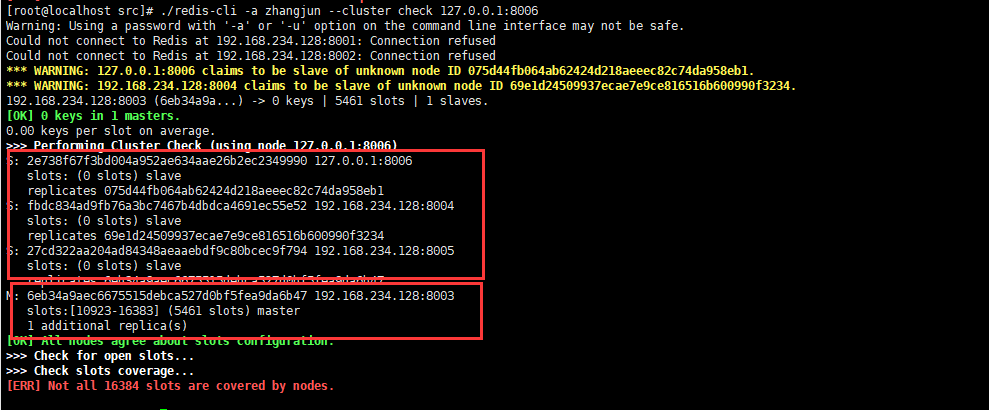 [root@localhost src]# ./redis-cli -a zhangjun --cluster check 127.0.0.1:8006
Warning: Using a password with '-a' or '-u' option on the command line interface may not be safe.
Could not connect to Redis at 192.168.234.128:8001: Connection refused
Could not connect to Redis at 192.168.234.128:8002: Connection refused
*** WARNING: 127.0.0.1:8006 claims to be slave of unknown node ID 075d44fb064ab62424d218aeeec82c74da958eb1.
*** WARNING: 192.168.234.128:8004 claims to be slave of unknown node ID 69e1d24509937ecae7e9ce816516b600990f3234.
192.168.234.128:8003 (6eb34a9a...) -> 0 keys | 5461 slots | 1 slaves.
[OK] 0 keys in 1 masters.
0.00 keys per slot on average.
>>> Performing Cluster Check (using node 127.0.0.1:8006)
S: 2e738f67f3bd004a952ae634aae26b2ec2349990 127.0.0.1:8006
slots: (0 slots) slave
replicates 075d44fb064ab62424d218aeeec82c74da958eb1
S: fbdc834ad9fb76a3bc7467b4dbdca4691ec55e52 192.168.234.128:8004
slots: (0 slots) slave
replicates 69e1d24509937ecae7e9ce816516b600990f3234
S: 27cd322aa204ad84348aeaaebdf9c80bcec9f794 192.168.234.128:8005
slots: (0 slots) slave
replicates 6eb34a9aec6675515debca527d0bf5fea9da6b47
M: 6eb34a9aec6675515debca527d0bf5fea9da6b47 192.168.234.128:8003
slots:[10923-16383] (5461 slots) master
1 additional replica(s)
[OK] All nodes agree about slots configuration.
>>> Check for open slots...
>>> Check slots coverage...
[ERR] Not all 16384 slots are covered by nodes.